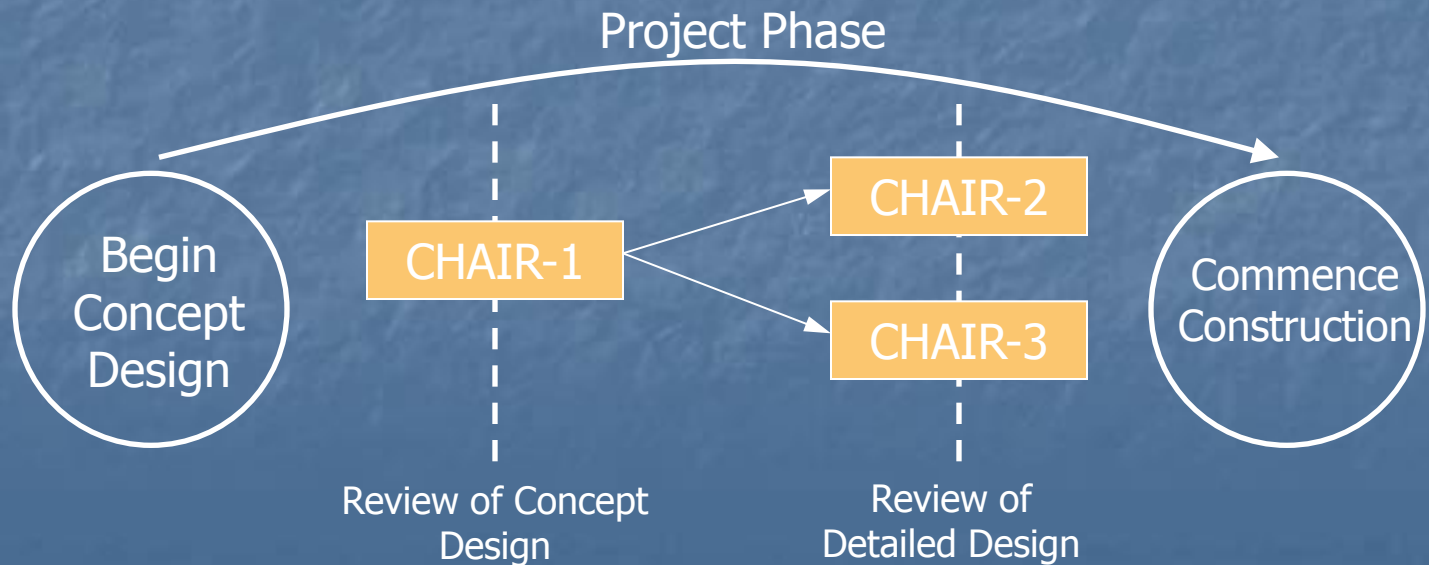 Project Phase
Begin
Concept
Design
CHAIR-1
CHAIR-2
CHAIR-3
Commence
Construction
Review of Concept
Design
Review of
Detailed Design